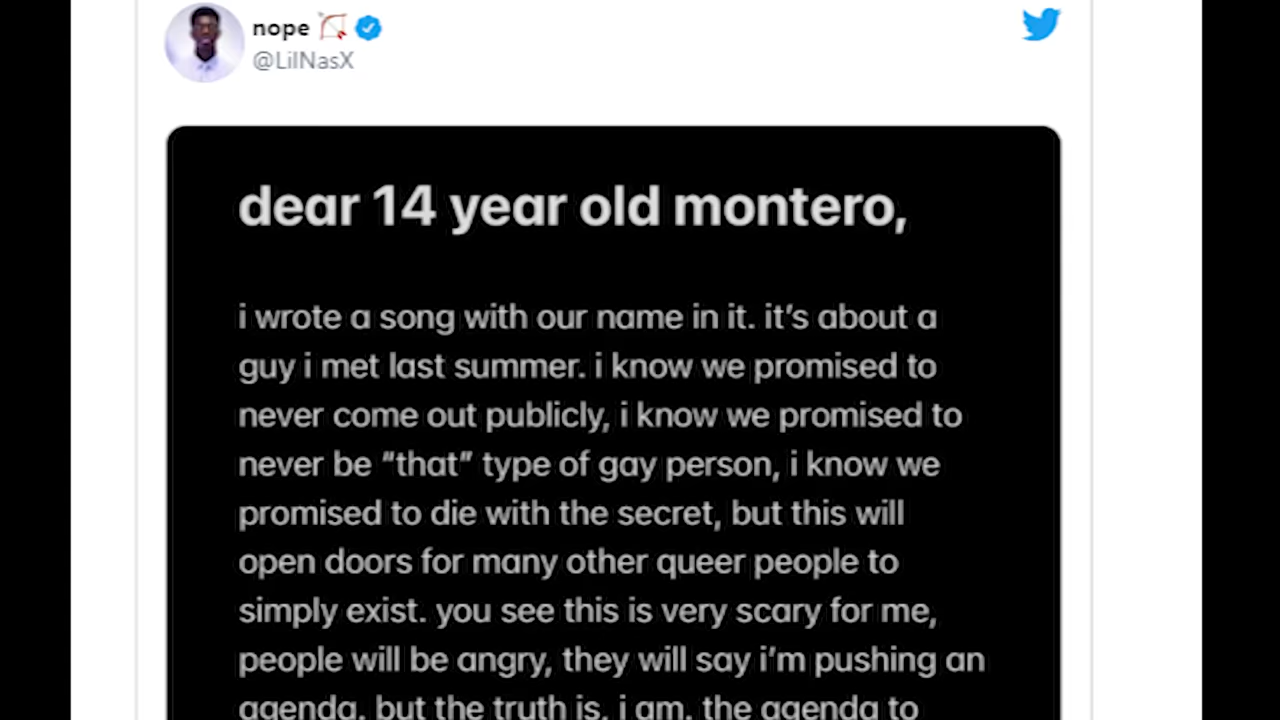 nope
@LilNasX
dear 14 year old montero,
i wrote a song with our name in it. it's about a
guy i met last summer. i know we promised to
never come out publicly, i know we promised to
never be “that” type of gay person, i know we
promised to die with the secret, but this will
open doors for many other queer people to
simply exist. you see this is very scary for me,
people will be angry, they will say i'm pushing an
agenda. but the truth is, i am. the agenda to